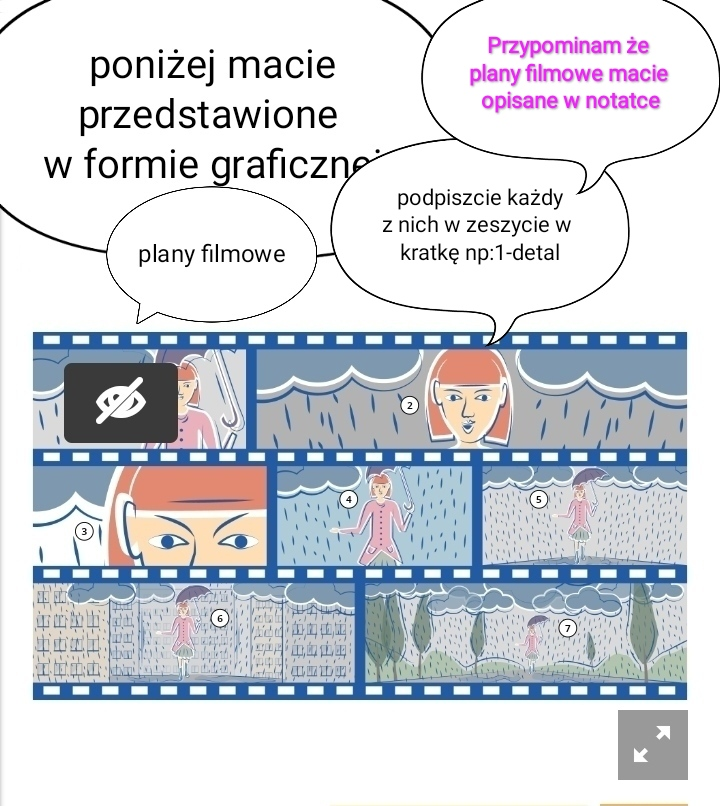 poniżej macie
przedstawione
w formie graficznej
Przypominam że
plany filmowe macie
opisane w notatce
podpiszcie każdy
z nich w zeszycie w
kratkę np:1-detal
plany filmowe
2
3
4
5
6
7